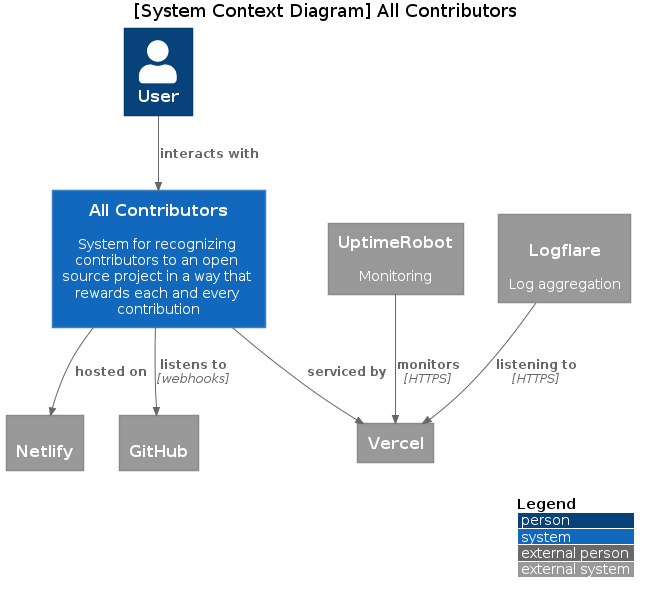 [System Context Diagram] All Contributors
User
interacts with
All Contributors
System for recognizing
contributors to an open
source project in a way that
rewards each and every
contribution
UptimeRobot
Monitoring
Logflare
Log aggregation
hosted on
listens to
[webhooks]
serviced by
monitors
[HTTPS]
listening to
[HTTPS]
Netlify
GitHub
Vercel
Legend
person
system
external person
external system